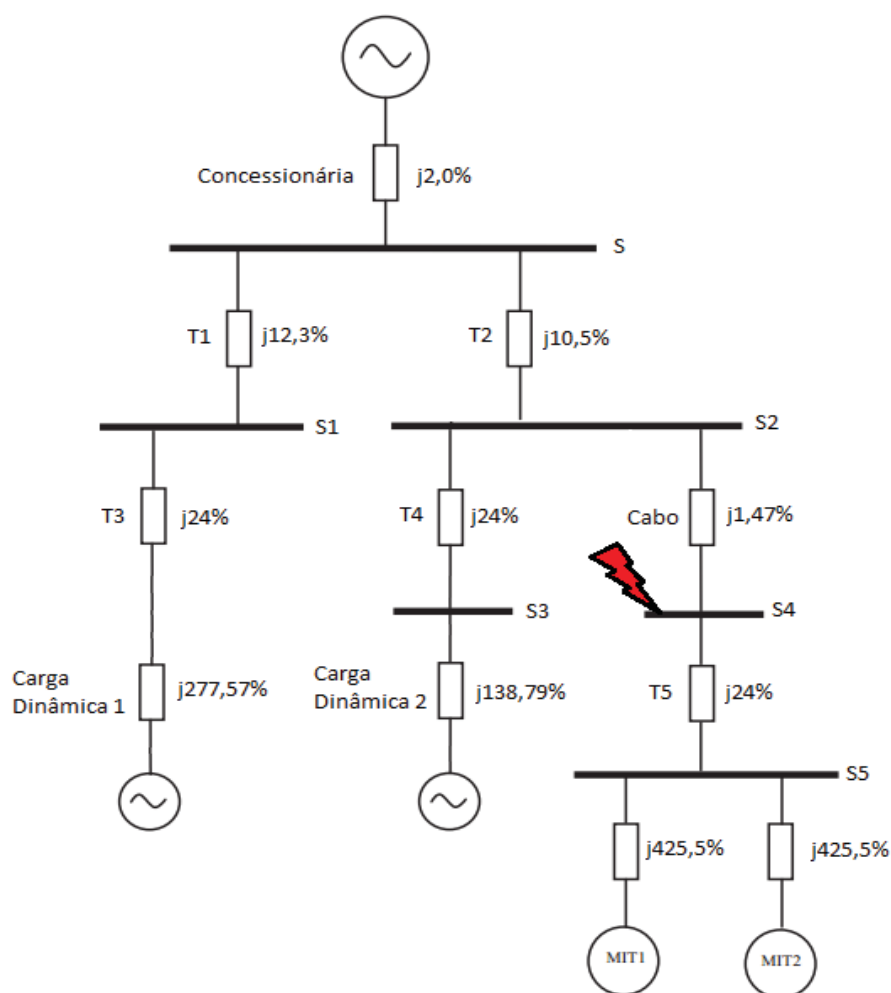 Concessionária
j2,0%
S
T1
j12,3%
T2
j10,5%
S1
S2
T3
j24%
T4
j24%
Cabo
j1,47%
S3
S4
Carga
Dinâmica 1
j277,57%
Carga
Dinâmica 2
j138,79%
T5
j24%
S5
j425,5%
j425,5%
MIT1
MIT2